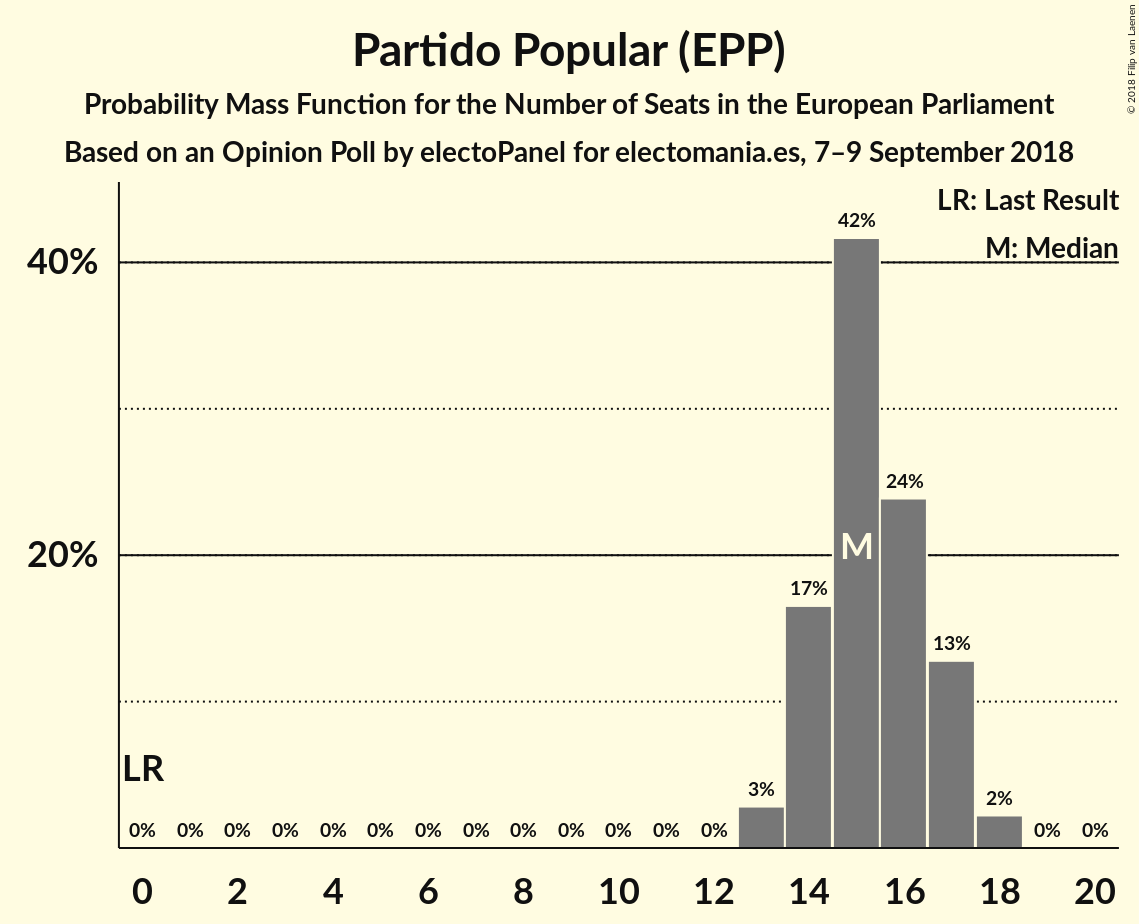 Partido Popular (EPP)
Probability Mass Function for the Number of Seats in the European Parliament
Based on an Opinion Poll by electoPanel for electomania.es, 7–9 September 2018
© 2018 Filip van Laenen
LR: Last Result
M: Median
42%
40%
24%
M
20%
17%
13%
LR
3%
2%
0% 0% 0% 0% 0% 0% 0% 0% 0% 0% 0% 0% 0% 0% 0%
0 2 4 6 8 10 12 14 16 18 20